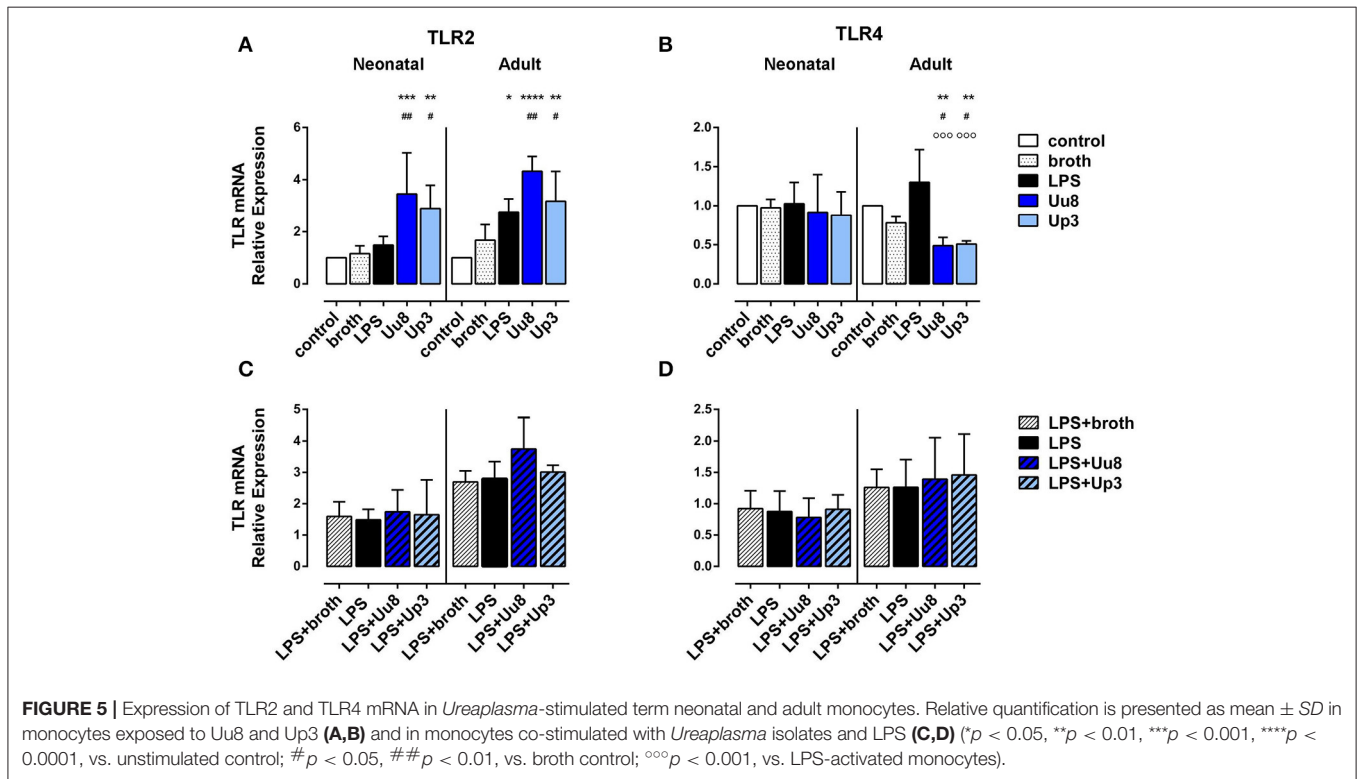 A
TLR2
Neonatal
Adult
*** ** * **** **
## # ## #
TLR mRNA
Relative Expression
6
4
2
0
control broth LPS Uu8 Up3 control broth LPS Uu8 Up3
B
TLR4
Neonatal
Adult
** **
# #
°°° °°°
2.0
1.5
1.0
0.5
0.0
control broth LPS Uu8 Up3 control broth LPS Uu8 Up3
control
broth
LPS
Uu8
Up3
C
TLR mRNA
Relative Expression
5
4
3
2
1
0
LPS+broth LPS LPS+Uu8 LPS+Up3 LPS+broth LPS LPS+Uu8 LPS+Up3
D
2.5
2.0
1.5
1.0
0.5
0.0
LPS+broth LPS LPS+Uu8 LPS+Up3 LPS+broth LPS LPS+Uu8 LPS+Up3
LPS+broth
LPS
LPS+Uu8
LPS+Up3
FIGURE 5 | Expression of TLR2 and TLR4 mRNA in Ureaplasma-stimulated term neonatal and adult monocytes. Relative quantification is presented as mean ± SD in
monocytes exposed to Uu8 and Up3 (A,B) and in monocytes co-stimulated with Ureaplasma isolates and LPS (C,D) (*p < 0.05, **p < 0.01, ***p < 0.001, ****p <
0.0001, vs. unstimulated control; #p < 0.05, ##p < 0.01, vs. broth control; °°°p < 0.001, vs. LPS-activated monocytes).